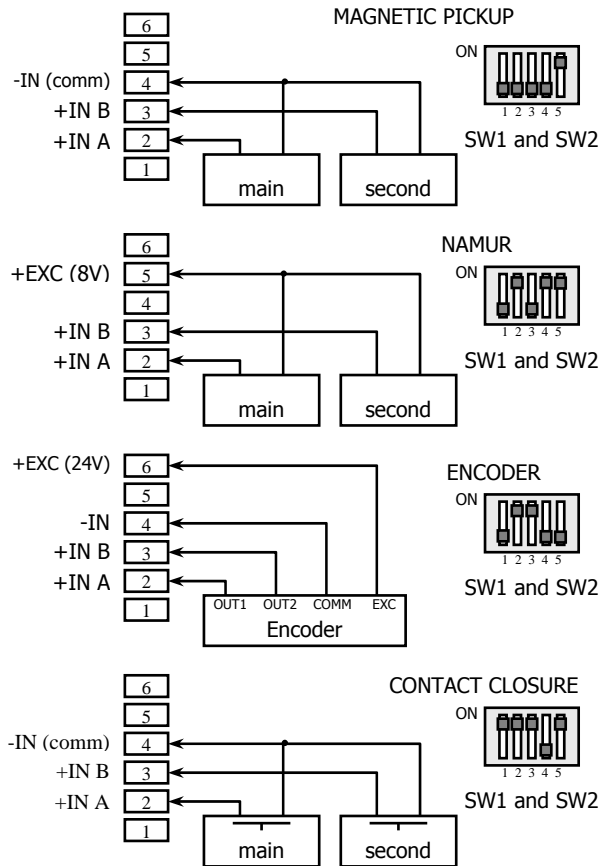 MAGNETIC PICKUP
6
5
-IN (comm) 4
+IN B 3
+IN A 2
1
main second
ON
1 2 3 4 5
SW1 and SW2
NAMUR
6
+EXC (8V) 5
4
+IN B 3
+IN A 2
1
main second
ON
1 2 3 4 5
SW1 and SW2
ENCODER
+EXC (24V) 6
5
-IN 4
+IN B 3
+IN A 2
1
OUT1 OUT2 COMM EXC
Encoder
ON
1 2 3 4 5
SW1 and SW2
CONTACT CLOSURE
6
5
-IN (comm) 4
+IN B 3
+IN A 2
1
main second
ON
1 2 3 4 5
SW1 and SW2